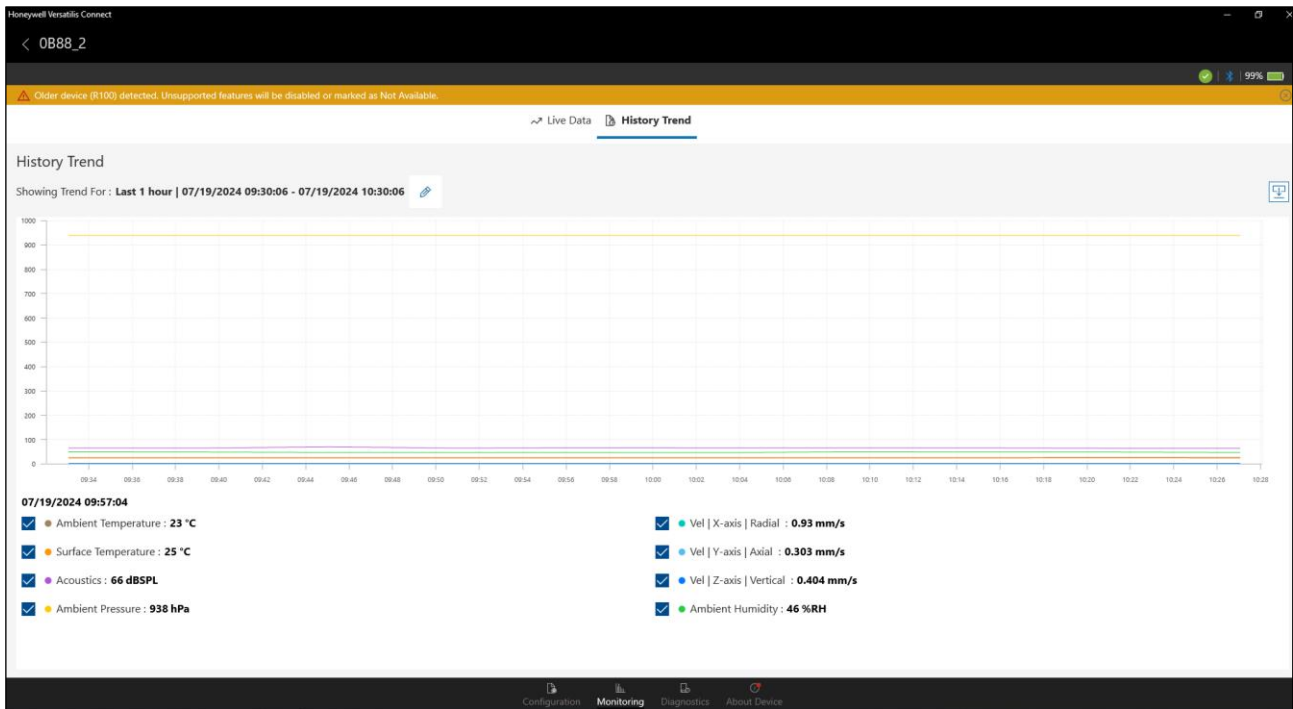 Honeywell Versatilis Connect
0B88_2
99%
Older device (R100) detected. Unsupported features will be disabled or marked as Not Available.
Live Data History Trend
History Trend
Showing Trend For : Last 1 hour | 07/19/2024 09:30:06 - 07/19/2024 10:30:06
1000
900
800
700
600
500
400
300
200
100
0
09:34 09:36 09:38 09:40 09:42 09:44 09:46 09:48 09:50 09:52 09:54 09:56 09:58 10:00 10:02 10:04 10:06 10:08 10:10 10:12 10:14 10:16 10:18 10:20 10:22 10:24 10:26 10:28
07/19/2024 09:57:04
Ambient Temperature : 23 °C
Surface Temperature : 25 °C
Acoustics : 66 dBSPL
Ambient Pressure : 938 hPa
Vel | X-axis | Radial : 0.93 mm/s
Vel | Y-axis | Axial : 0.303 mm/s
Vel | Z-axis | Vertical : 0.404 mm/s
Ambient Humidity : 46 %RH
Configuration Monitoring Diagnostics About Device